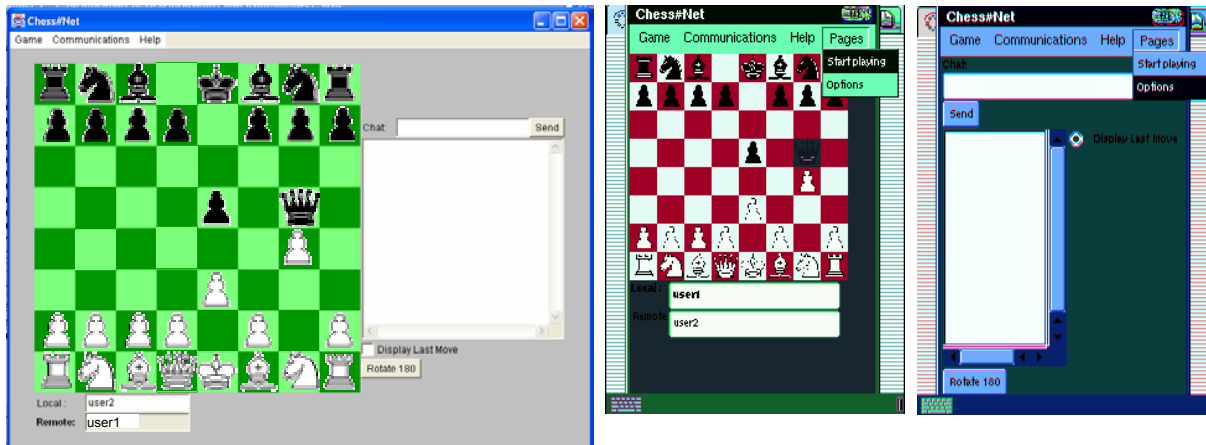 Chess#Net
Game Communications Help
Chat: Send
Display Last Move
Rotate 180
Local : user2
Remote: user1
Chess#Net
Game Communications Help Pages
Start playing
Options
Local : user1
Remote: user2
Chess#Net
Game Communications Help Pages
Chat: Start playing
Options
Send
Display Last Move
Rotate 180